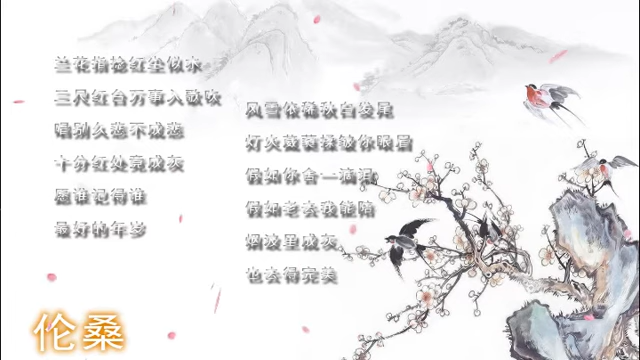 兰花指捻红尘似水
三尺红台万事入歌吹
唱别久悲不成悲
十分红处竟成灰
愿谁记得谁
最好的年岁
风雪依稀秋白发尾
灯火葳蕤揉皱你眼眉
假如你舍一滴泪
假如老去我能陪
烟波里成灰
也去得完美
伦桑